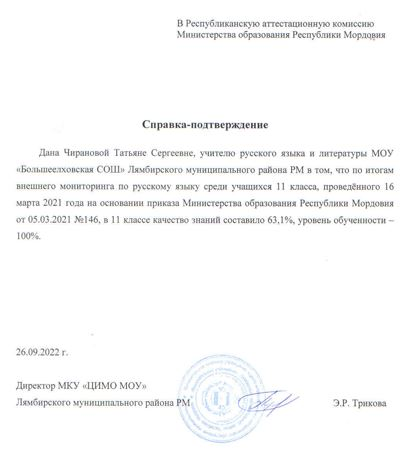 В Республиканскую аттестационную комиссию
Министерства образования Республики Мордовия
Справка-подтверждение
Дана Чирановой Татьяне Сергеевне, учителю русского языка и литературы МОУ
«Большеелховская СОШ» Лямбирского муниципального района РМ в том, что по итогам
внешнего мониторинга по русскому языку среди учащихся 11 класса, проведённого 16
марта 2021 года на основании приказа Министерства образования Республики Мордовия
от 05.03.2021 №146, в 11 классе качество знаний составило 63,1%, уровень обученности –
100%.
26.09.2022 г.
Директор МКУ «ЦИМО МОУ»
Лямбирского муниципального района РМ Э.Р. Трикова